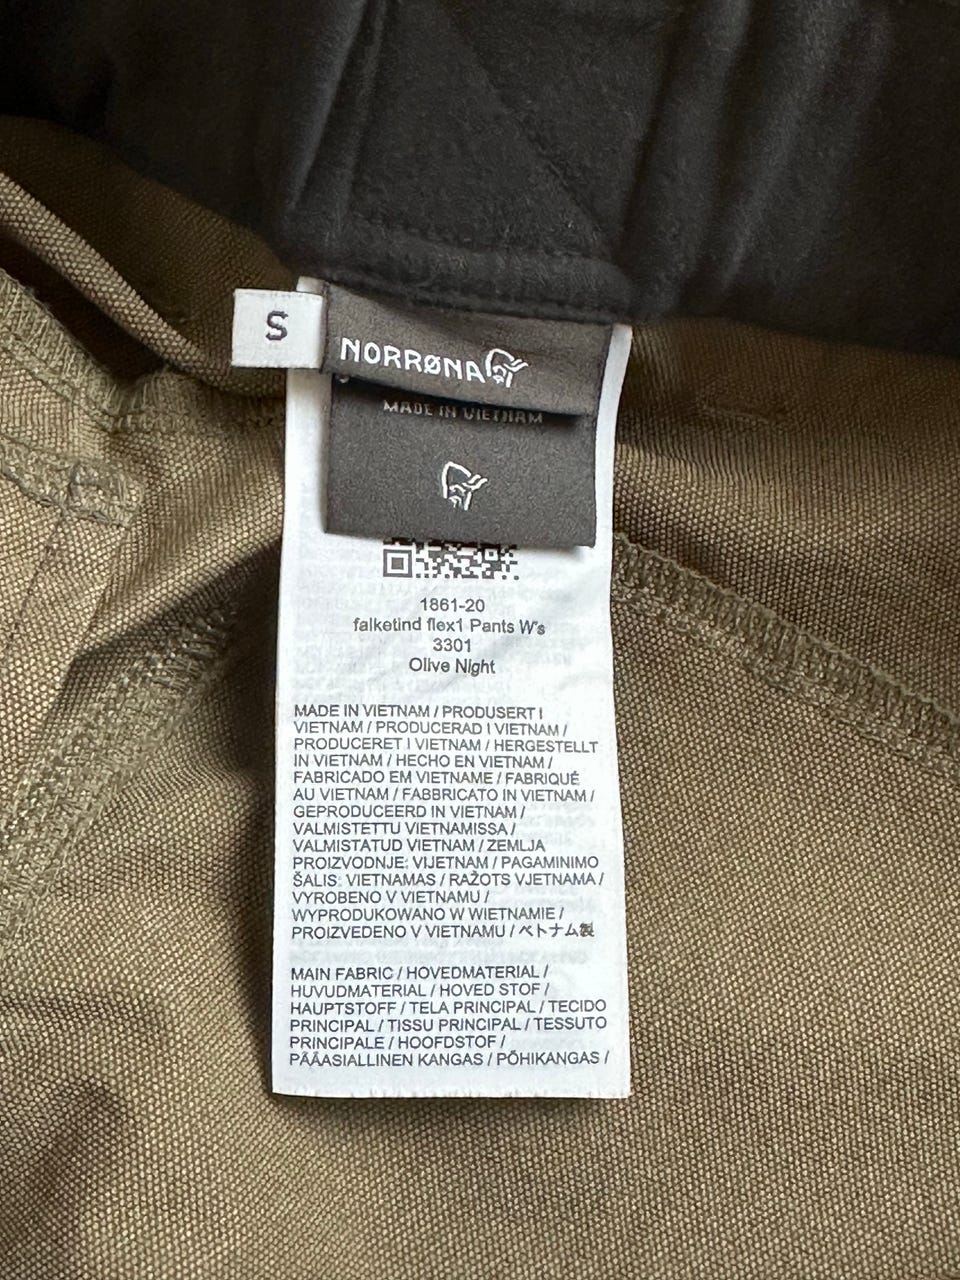 S
NORRØNA
MADE IN VIETNAM
1861-20
falketind flex1 Pants W's
3301
Olive Night
MADE IN VIETNAM / PRODUSERT I
VIETNAM / PRODUCERAD I VIETNAM /
PRODUCERET I VIETNAM / HERGESTELLT
IN VIETNAM / HECHO EN VIETNAM /
FABRICADO EM VIETNAME / FABRIQUÉ
AU VIETNAM / FABBRICATO IN VIETNAM /
GEPRODUCEERD IN VIETNAM /
VALMISTETTU VIETNAMISSA /
VALMISTATUD VIETNAM / ZEMLJA
PROIZVODNJE: VIJETNAM / PAGAMINIMO
ŠALIS: VIETNAMAS / RAŽOTS VJETNAMA /
VYROBENO V VIETNAMU /
WYPRODUKOWANO W WIETNAMIE /
PROIZVEDENO V VIETNAMU / ベトナム製
MAIN FABRIC / HOVEDMATERIAL /
HUVUDMATERIAL / HOVED STOF /
HAUPTSTOFF / TELA PRINCIPAL / TECIDO
PRINCIPAL / TISSU PRINCIPAL / TESSUTO
PRINCIPALE / HOOFDSTOF /
PÄÄASIALLINEN KANGAS / PÕHIKANGAS /